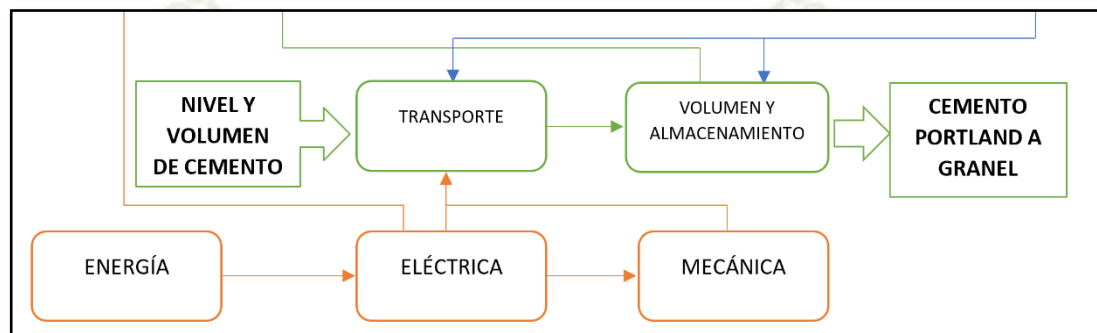 NIVEL Y
VOLUMEN
DE CEMENTO
TRANSPORTE
VOLUMEN Y
ALMACENAMIENTO
CEMENTO
PORTLAND A
GRANEL
ENERGÍA
ELÉCTRICA
MECÁNICA